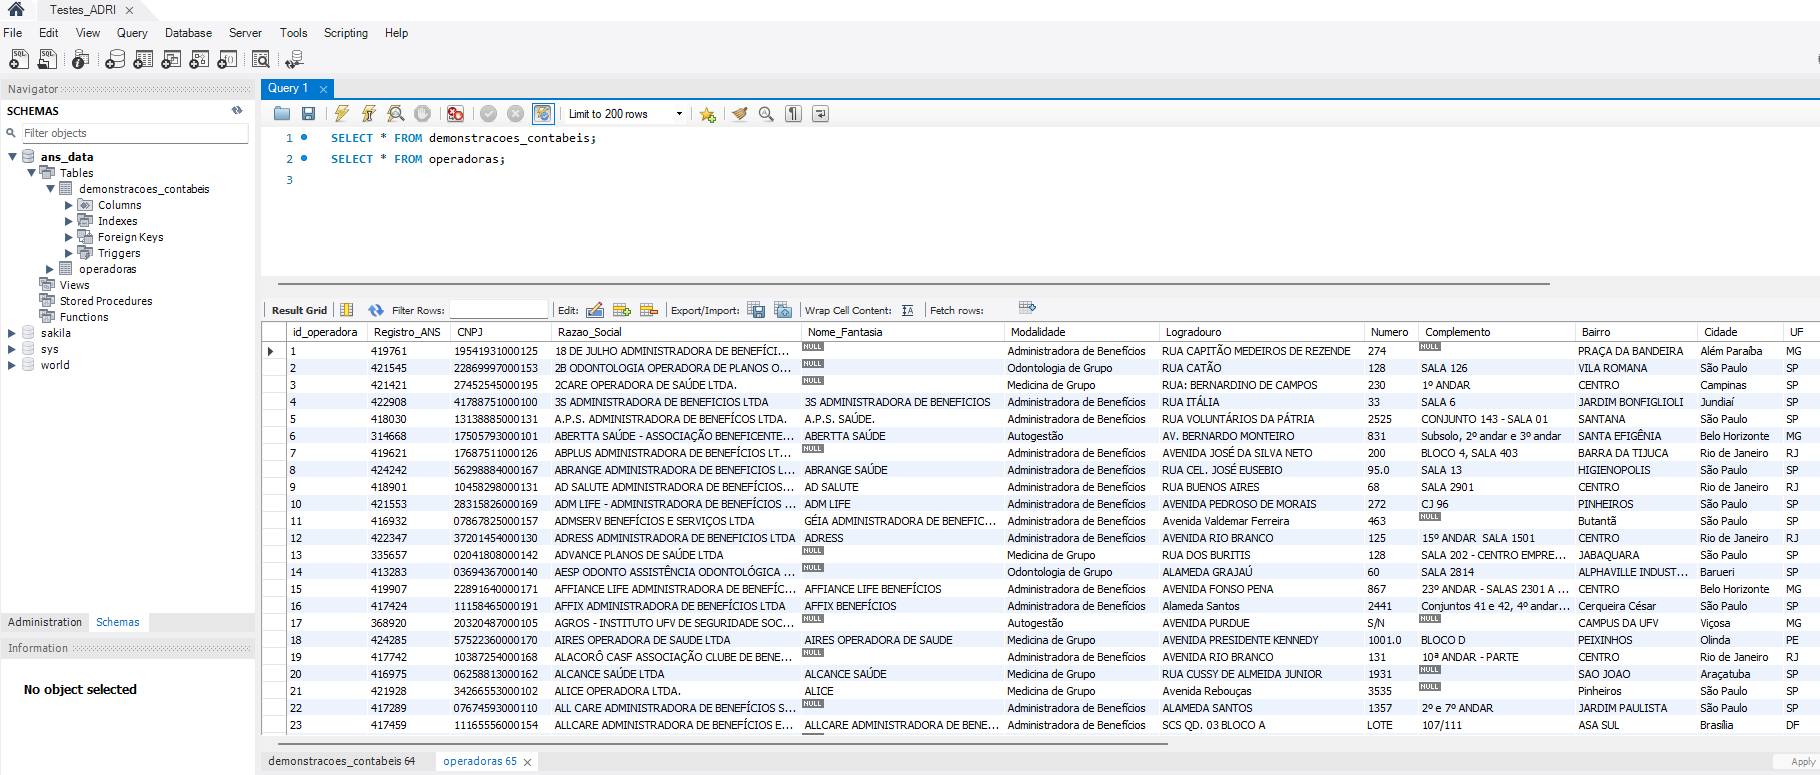 Testes_ADRI
File Edit View Query Database Server Tools Scripting Help
Navigator
SCHEMAS
Filter objects
ans_data
Tables
demonstracoes_contabeis
Columns
Indexes
Foreign Keys
Triggers
operadoras
Views
Stored Procedures
Functions
sakila
sys
world
Administration Schemas
Information
No object selected
Query 1
Limit to 200 rows
1 SELECT * FROM demonstracoes_contabeis;
2 SELECT * FROM operadoras;
3
Result Grid Filter Rows: Edit: Export/Import: Wrap Cell Content: Fetch rows:
id_operadora Registro_ANS CNPJ Razao_Social Nome_Fantasia Modalidade Logradouro Numero Complemento Bairro Cidade UF
1 419761 19541931000125 18 DE JULHO ADMINISTRADORA DE BENEFÍCI... NULL Administradora de Benefícios RUA CAPITÃO MEDEIROS DE REZENDE 274 NULL PRAÇA DA BANDEIRA Além Paraíba MG
2 421545 22869997000153 2B ODONTOLOGIA OPERADORA DE PLANOS O... NULL Odontologia de Grupo RUA CATÃO 128 SALA 126 VILA ROMANA São Paulo SP
3 421421 27452545000195 2CARE OPERADORA DE SAÚDE LTDA. NULL Medicina de Grupo RUA: BERNARDINO DE CAMPOS 230 1º ANDAR CENTRO Campinas SP
4 422908 41788751000100 3S ADMINISTRADORA DE BENEFICIOS LTDA 3S ADMINISTRADORA DE BENEFICIOS Administradora de Benefícios RUA ITÁLIA 33 SALA 6 JARDIM BONFIGLIOLI Jundiaí SP
5 418030 13138885000131 A.P.S. ADMINISTRADORA DE BENEFÍCOS LTDA. A.P.S. SAÚDE. Administradora de Benefícios RUA VOLUNTÁRIOS DA PÁTRIA 2525 CONJUNTO 143 - SALA 01 SANTANA São Paulo SP
6 314668 17505793000101 ABERTTA SAÚDE - ASSOCIAÇÃO BENEFICENTE... ABERTTA SAÚDE Autogestão AV. BERNARDO MONTEIRO 831 Subsolo, 2º andar e 3º andar SANTA EFIGÊNIA Belo Horizonte MG
7 419621 17687511000126 ABPLUS ADMINISTRADORA DE BENEFÍCIOS LT... NULL Administradora de Benefícios AVENIDA JOSÉ DA SILVA NETO 200 BLOCO 4, SALA 403 BARRA DA TIJUCA Rio de Janeiro RJ
8 424242 56298884000167 ABRANGE ADMINISTRADORA DE BENEFICIOS L... ABRANGE SAÚDE Administradora de Benefícios RUA CEL. JOSÉ EUSEBIO 95.0 SALA 13 HIGIENOPOLIS São Paulo SP
9 418901 10458298000131 AD SALUTE ADMINISTRADORA DE BENEFICIOS... AD SALUTE Administradora de Benefícios RUA BUENOS AIRES 68 SALA 2901 CENTRO Rio de Janeiro RJ
10 421553 28315826000169 ADM LIFE - ADMINISTRADORA DE BENEFÍCIOS ... ADM LIFE Administradora de Benefícios AVENIDA PEDROSO DE MORAIS 272 CJ 96 PINHEIROS São Paulo SP
11 416932 07867825000157 ADMSERV BENEFÍCIOS E SERVIÇOS LTDA GÉIA ADMINISTRADORA DE BENEFIC... Administradora de Benefícios Avenida Valdemar Ferreira 463 NULL Butantã São Paulo SP
12 422347 37201454000130 ADRESS ADMINISTRADORA DE BENEFICIOS LTDA ADRESS Administradora de Benefícios AVENIDA RIO BRANCO 125 15º ANDAR SALA 1501 CENTRO Rio de Janeiro RJ
13 335657 02041808000142 ADVANCE PLANOS DE SAÚDE LTDA NULL Medicina de Grupo RUA DOS BURITIS 128 SALA 202 - CENTRO EMPRE... JABAQUARA São Paulo SP
14 413283 03694367000140 AESP ODONTO ASSISTÊNCIA ODONTOLÓGICA ... NULL Odontologia de Grupo ALAMEDA GRAJAÚ 60 SALA 2814 ALPHAVILLE INDUST... Barueri SP
15 419907 22891640000171 AFFIANCE LIFE ADMINISTRADORA DE BENEFÍC... AFFIANCE LIFE BENEFÍCIOS Administradora de Benefícios AVENIDA FONSO PENA 867 23º ANDAR - SALAS 2301 A ... CENTRO Belo Horizonte MG
16 417424 11158465000191 AFFIX ADMINISTRADORA DE BENEFÍCIOS LTDA AFFIX BENEFÍCIOS Administradora de Benefícios Alameda Santos 2441 Conjuntos 41 e 42, 4º andar... Cerqueira César São Paulo SP
17 368920 20320487000105 AGROS - INSTITUTO UFV DE SEGURIDADE SOC... NULL Autogestão AVENIDA PURDUE S/N NULL CAMPUS DA UFV Viçosa MG
18 424285 57522360000170 AIRES OPERADORA DE SAUDE LTDA AIRES OPERADORA DE SAUDE Medicina de Grupo AVENIDA PRESIDENTE KENNEDY 1001.0 BLOCO D PEIXINHOS Olinda PE
19 417742 10387254000168 ALACORÔ CASF ASSOCIAÇÃO CLUBE DE BENE... NULL Administradora de Benefícios AVENIDA RIO BRANCO 131 10ª ANDAR - PARTE CENTRO Rio de Janeiro RJ
20 416975 06258813000162 ALCANCE SAÚDE LTDA ALCANCE SAÚDE Medicina de Grupo RUA CUSSY DE ALMEIDA JUNIOR 1931 NULL SAO JOAO Araçatuba SP
21 421928 34266553000102 ALICE OPERADORA LTDA. ALICE Medicina de Grupo Avenida Rebouças 3535 NULL Pinheiros São Paulo SP
22 417289 07674593000110 ALL CARE ADMINISTRADORA DE BENEFÍCIOS S... NULL Administradora de Benefícios ALAMEDA SANTOS 1357 2º e 7º ANDAR JARDIM PAULISTA São Paulo SP
23 417459 11165556000154 ALLCARE ADMINISTRADORA DE BENEFÍCIOS E... ALLCARE ADMINISTRADORA DE BENE... Administradora de Benefícios SCS QD. 03 BLOCO A LOTE 107/111 ASA SUL Brasília DF
demonstracoes_contabeis 64 operadoras 65
Apply